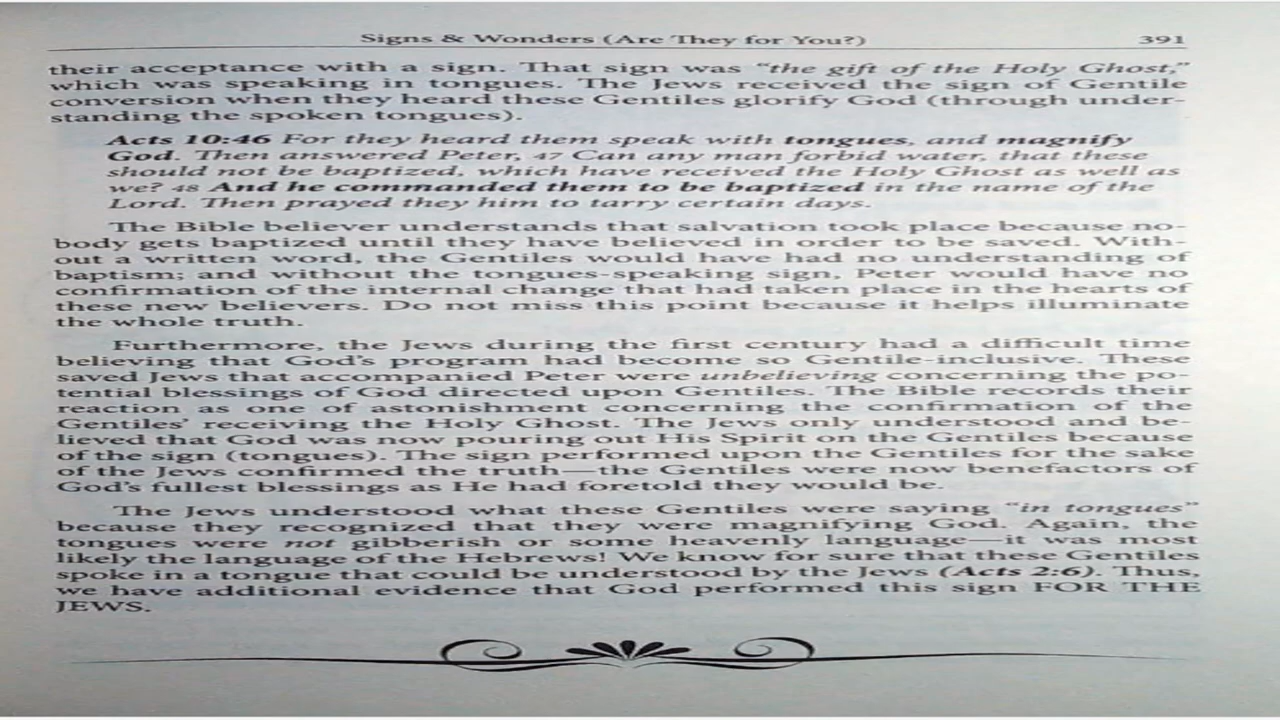 Signs & Wonders (Are They for You?) 391
their acceptance with a sign. That sign was “the gift of the Holy Ghost,”
which was speaking in tongues. The Jews received the sign of Gentile
conversion when they heard these Gentiles glorify God (through under-
standing the spoken tongues).
Acts 10:46 For they heard them speak with tongues, and magnify
God. Then answered Peter, 47 Can any man forbid water, that these
should not be baptized, which have received the Holy Ghost as well as
we? 48 And he commanded them to be baptized in the name of the
Lord. Then prayed they him to tarry certain days.
The Bible believer understands that salvation took place because no-
body gets baptized until they have believed in order to be saved. With-
out a written word, the Gentiles would have had no understanding of
baptism; and without the tongues-speaking sign, Peter would have no
confirmation of the internal change that had taken place in the hearts of
these new believers. Do not miss this point because it helps illuminate
the whole truth.
Furthermore, the Jews during the first century had a difficult time
believing that God’s program had become so Gentile-inclusive. These
saved Jews that accompanied Peter were unbelieving concerning the po-
tential blessings of God directed upon Gentiles. The Bible records their
reaction as one of astonishment concerning the confirmation of the
Gentiles’ receiving the Holy Ghost. The Jews only understood and be-
lieved that God was now pouring out His Spirit on the Gentiles because
of the sign (tongues). The sign performed upon the Gentiles for the sake
of the Jews confirmed the truth—the Gentiles were now benefactors of
God’s fullest blessings as He had foretold they would be.
The Jews understood what these Gentiles were saying “in tongues”
because they recognized that they were magnifying God. Again, the
tongues were not gibberish or some heavenly language—it was most
likely the language of the Hebrews! We know for sure that these Gentiles
spoke in a tongue that could be understood by the Jews (Acts 2:6). Thus,
we have additional evidence that God performed this sign FOR THE
JEWS.